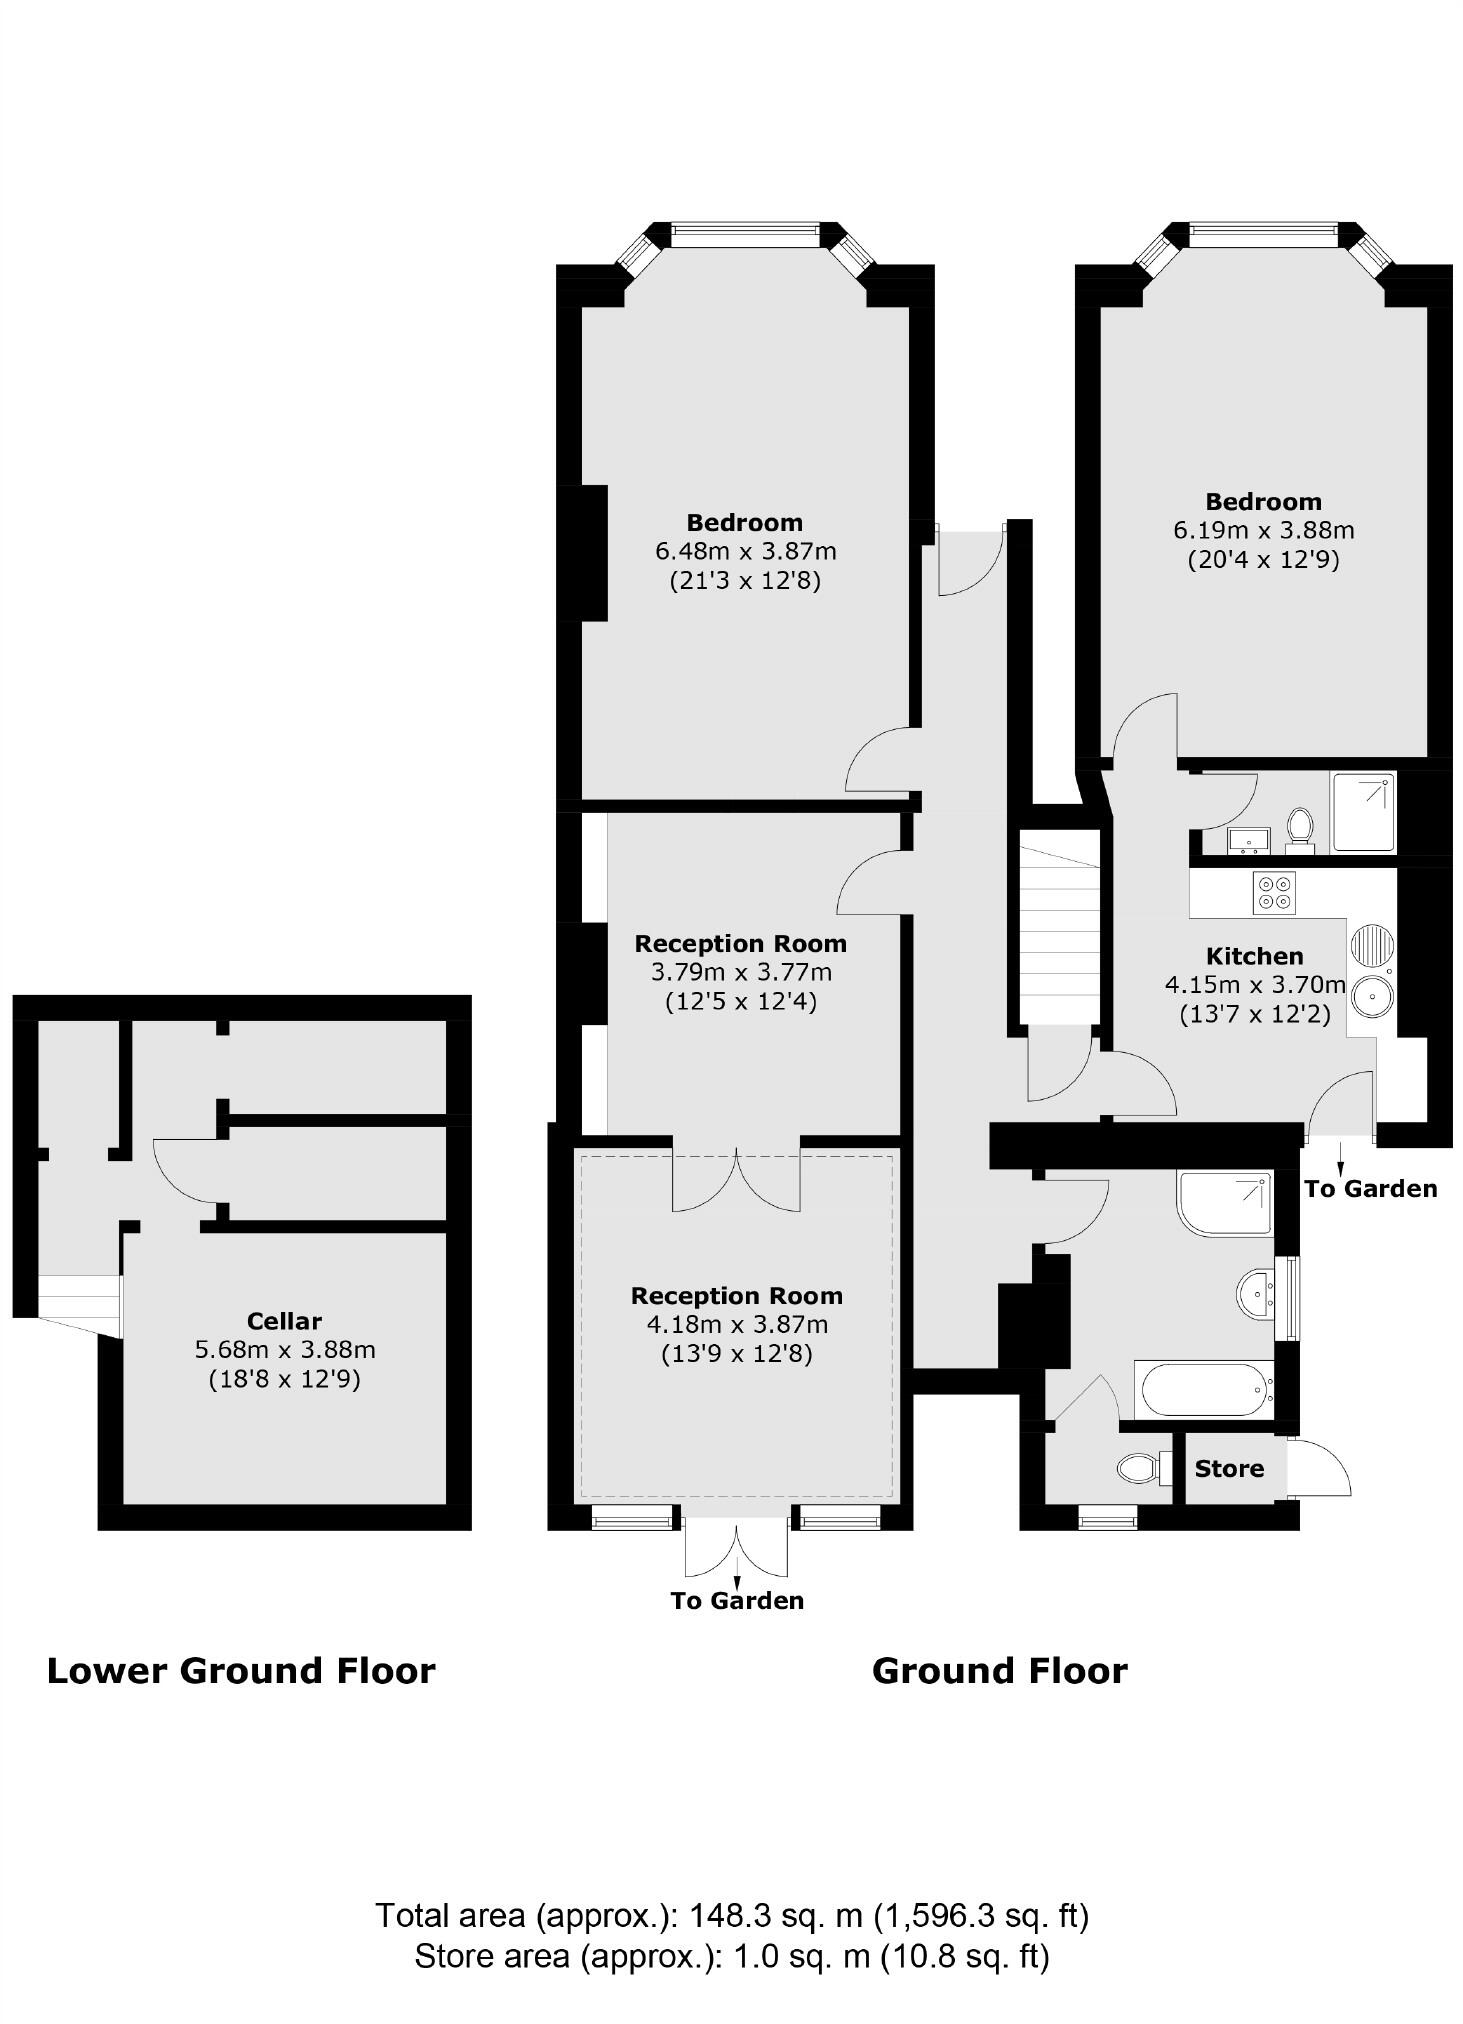 Bedroom
6.48m x 3.87m
(21'3 x 12'8)
Bedroom
6.19m x 3.88m
(20'4 x 12'9)
Reception Room
3.79m x 3.77m
(12'5 x 12'4)
Kitchen
4.15m x 3.70m
(13'7 x 12'2)
To Garden
Reception Room
4.18m x 3.87m
(13'9 x 12'8)
Cellar
5.68m x 3.88m
(18'8 x 12'9)
Store
To Garden
Lower Ground Floor
Ground Floor
Total area (approx.): 148.3 sq. m (1,596.3 sq. ft)
Store area (approx.): 1.0 sq. m (10.8 sq. ft)